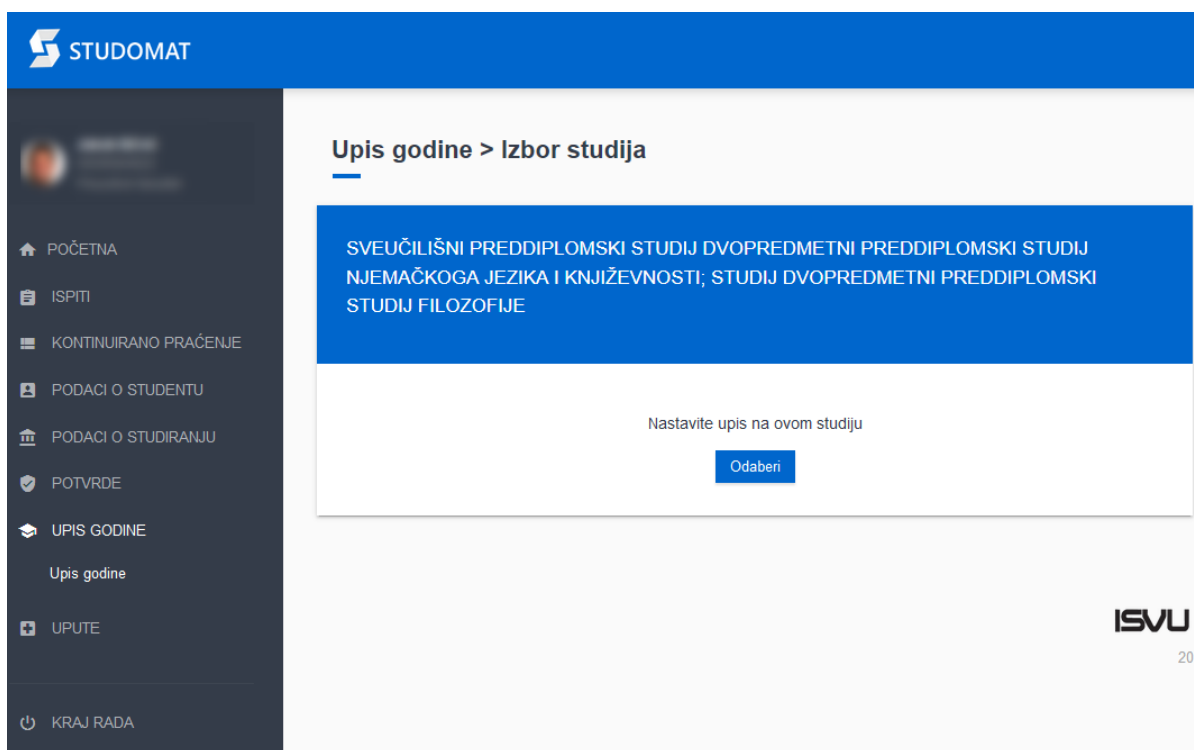 STUDOMAT
POČETNA
ISPITI
KONTINUIRANO PRAĆENJE
PODACI O STUDENTU
PODACI O STUDIRANJU
POTVRDE
UPIS GODINE
Upis godine
UPUTE
KRAJ RADA
Upis godine > Izbor studija
SVEUČILIŠNI PREDDIPLOMSKI STUDIJ DVOPREDMETNI PREDDIPLOMSKI STUDIJ
NJEMAČKOGA JEZIKA I KNJIŽEVNOSTI; STUDIJ DVOPREDMETNI PREDDIPLOMSKI
STUDIJ FILOZOFIJE
Nastavite upis na ovom studiju
Odaberi
ISVU
20